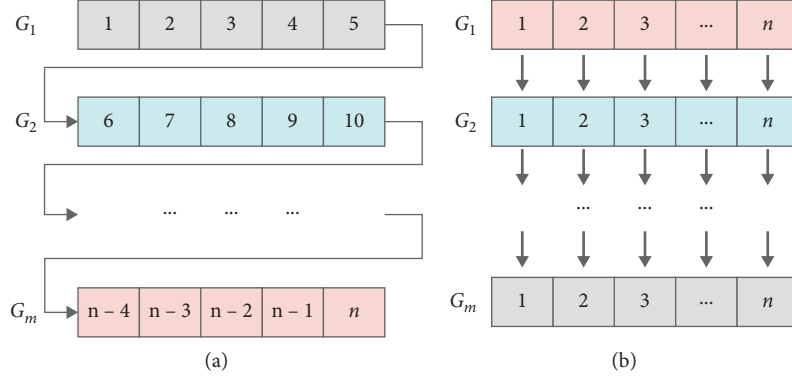 G1 1 2 3 4 5
G2 6 7 8 9 10
... ... ...
Gm n – 4 n – 3 n – 2 n – 1 n
(a)
G1 1 2 3 ... n
G2 1 2 3 ... n
... ... ...
Gm 1 2 3 ... n
(b)